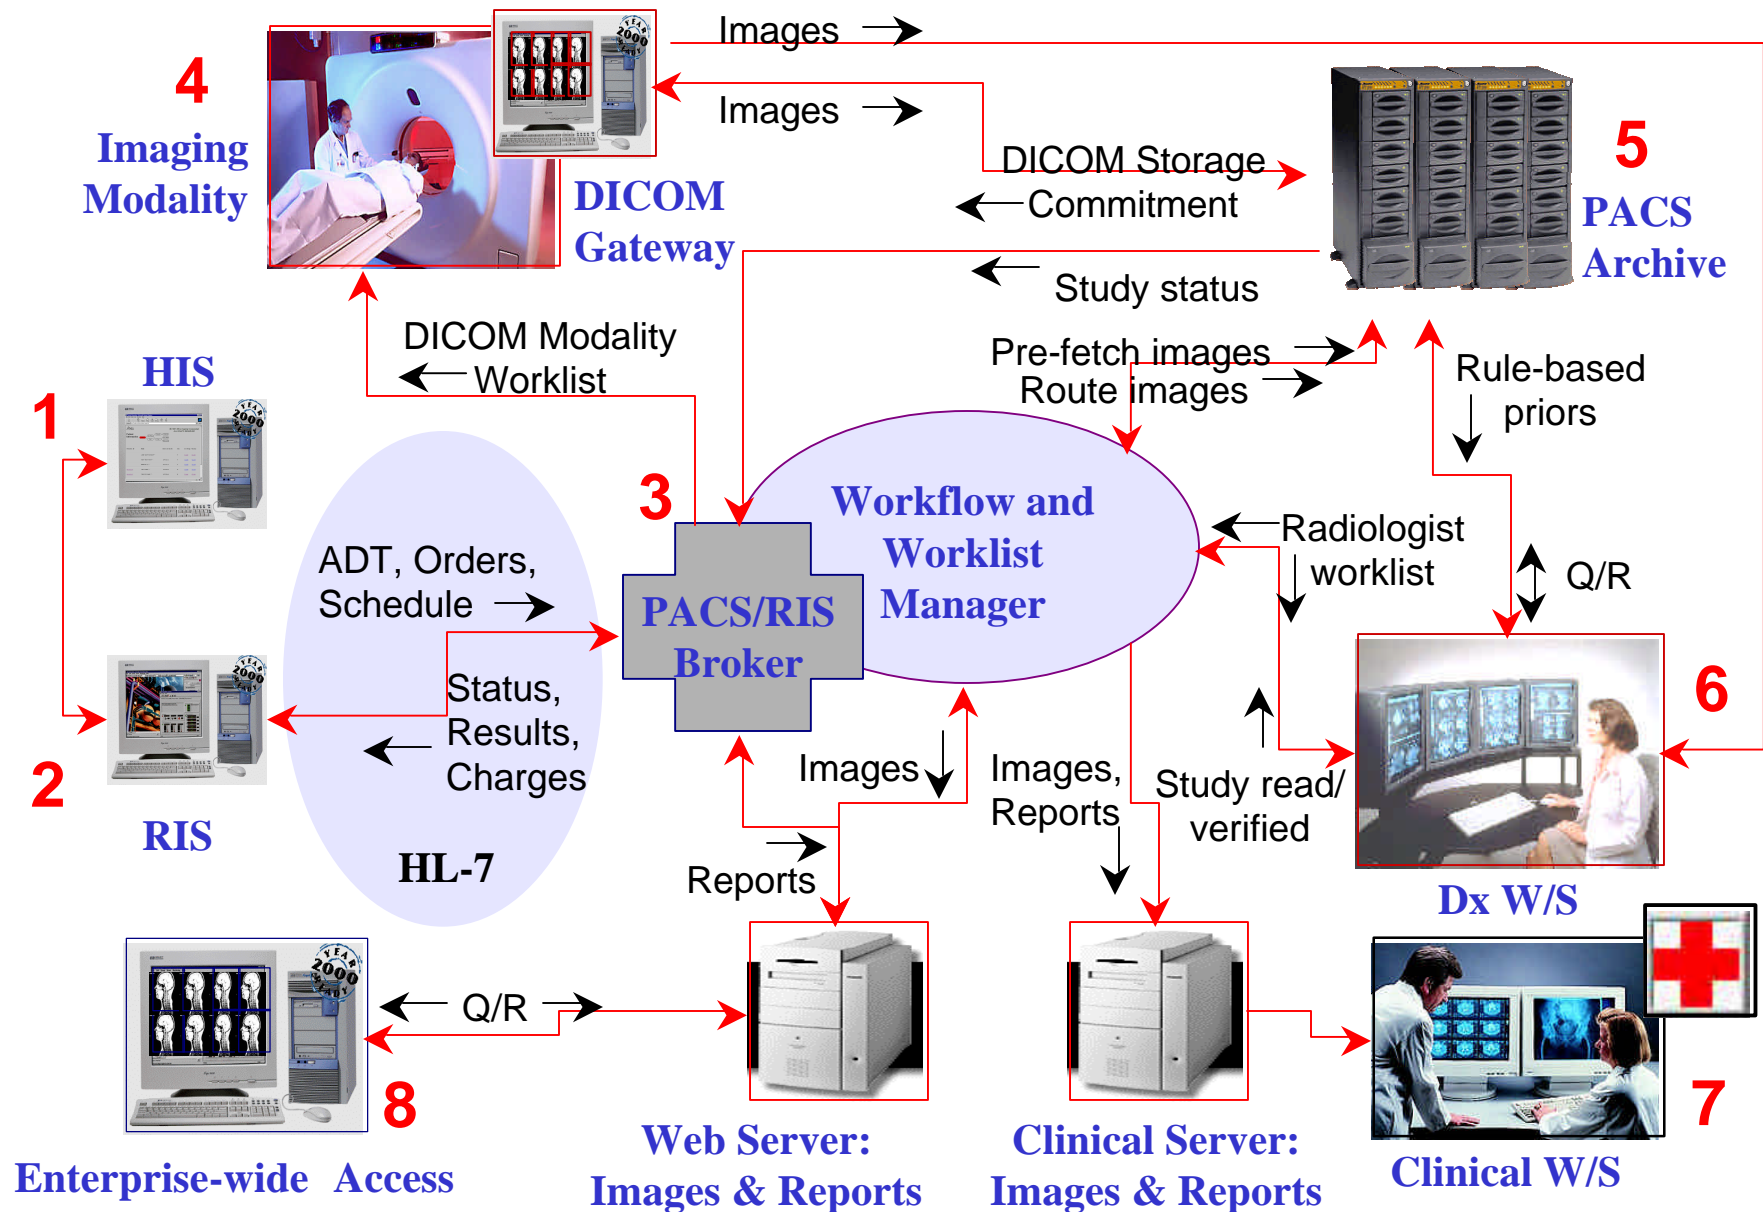 Images
4
Images
Imaging
Modality
DICOM
Gateway
DICOM Storage
Commitment
5
PACS
Archive
Study status
DICOM Modality
Worklist
Pre-fetch images
Route images
Rule-based
priors
HIS
1
YEAR
2000
READY
3
Workflow and
Worklist
Manager
Radiologist
worklist
Q/R
ADT, Orders,
Schedule
PACS/RIS
Broker
Status,
Results,
Charges
2
RIS
HL-7
6
Images
Images,
Reports
Study read/
verified
Reports
Dx W/S
Q/R
8
7
Enterprise-wide Access
Web Server:
Images & Reports
Clinical Server:
Images & Reports
Clinical W/S